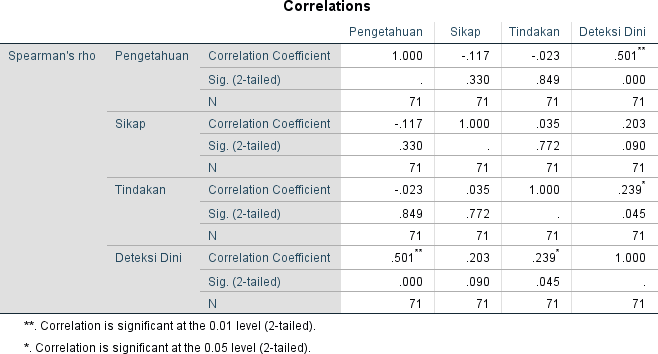 Correlations
Pengetahuan Sikap Tindakan Deteksi Dini
Spearman's rho Pengetahuan Correlation Coefficient 1.000 -.117 -.023 .501**
Sig. (2-tailed) . .330 .849 .000
N 71 71 71 71
Sikap Correlation Coefficient -.117 1.000 .035 .203
Sig. (2-tailed) .330 . .772 .090
N 71 71 71 71
Tindakan Correlation Coefficient -.023 .035 1.000 .239*
Sig. (2-tailed) .849 .772 . .045
N 71 71 71 71
Deteksi Dini Correlation Coefficient .501** .203 .239* 1.000
Sig. (2-tailed) .000 .090 .045 .
N 71 71 71 71
**. Correlation is significant at the 0.01 level (2-tailed).
*. Correlation is significant at the 0.05 level (2-tailed).